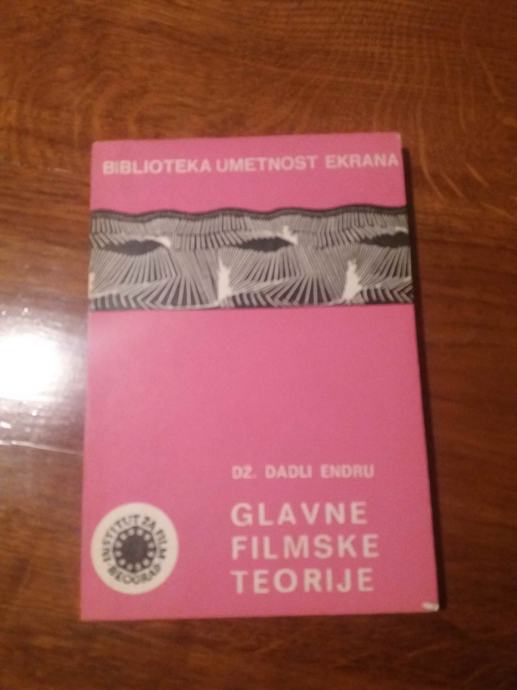 BIBLIOTEKA UMETNOST EKRANA
DŽ. DADLI ENDRU
GLAVNE
FILMSKE
TEORIJE
INSTITUT ZA FILM
BEOGRAD